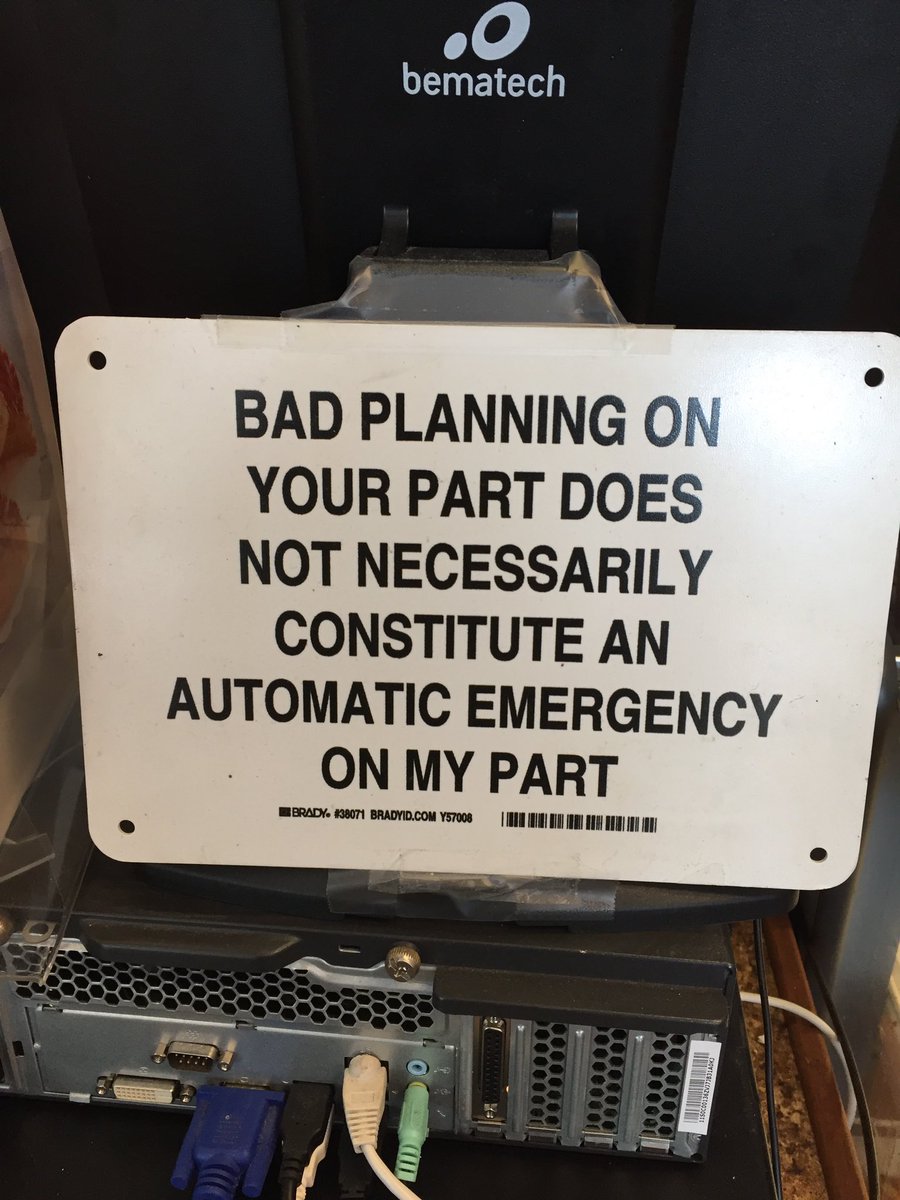 bematech
BAD PLANNING ON
YOUR PART DOES
NOT NECESSARILY
CONSTITUTE AN
AUTOMATIC EMERGENCY
ON MY PART
BRADY. #38071 BRADYID.COM Y57008